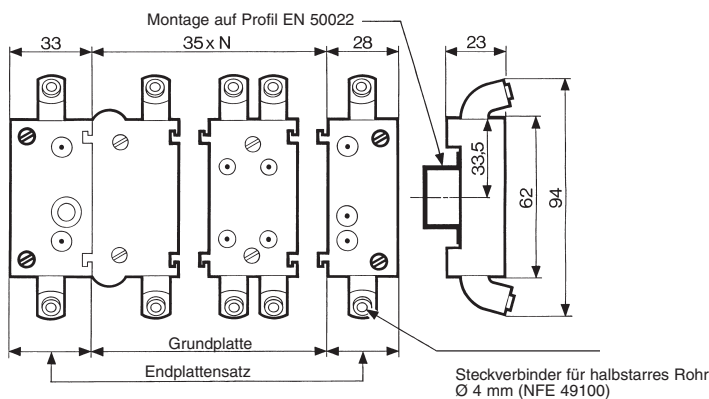 Montage auf Profil EN 50022
33
35 x N
28
23
33,5
62
94
Grundplatte
Endplattensatz
Steckverbinder für halbstarres Rohr
Ø 4 mm (NFE 49100)